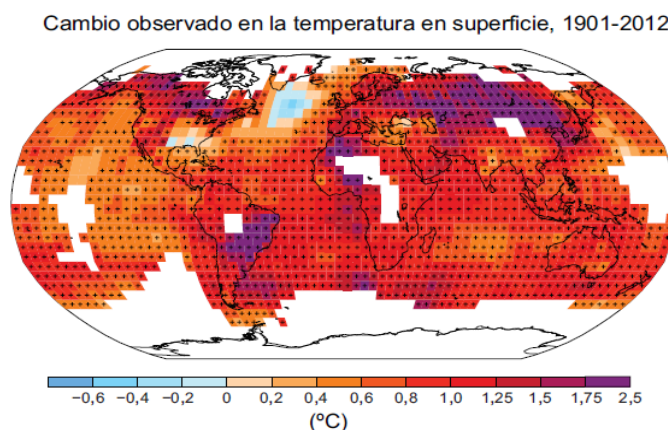 Cambio observado en la temperatura en superficie, 1901-2012
−0,6 −0,4 −0,2 0 0,2 0,4 0,6 0,8 1,0 1,25 1,5 1,75 2,5
(ºC)